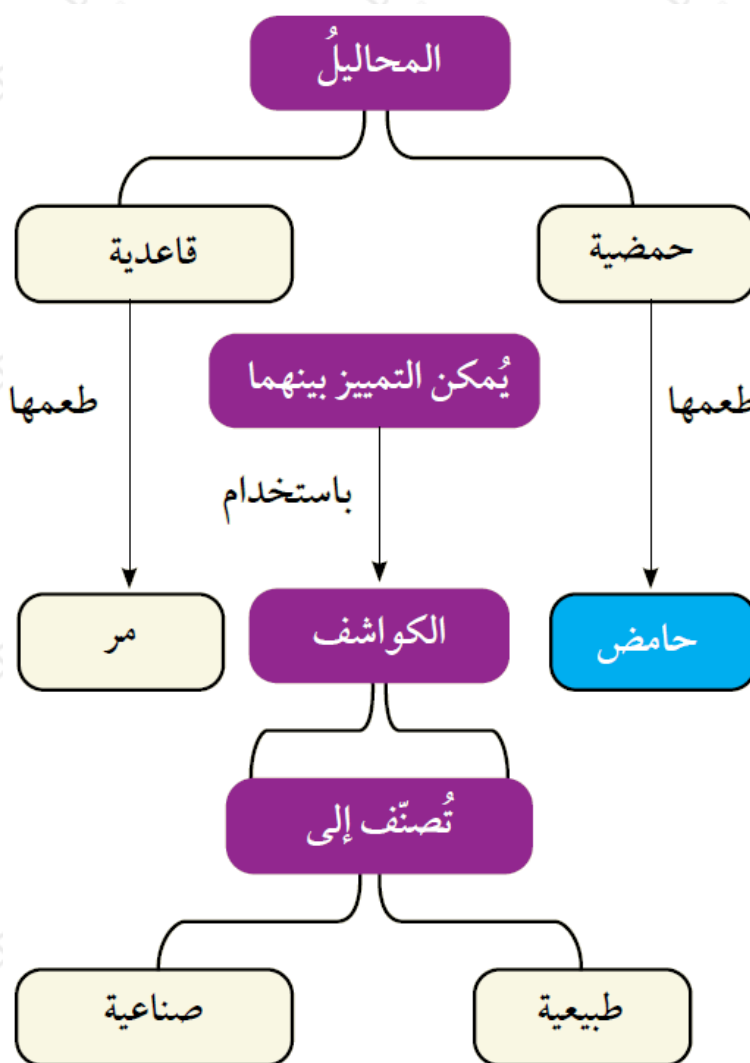 المحاليلُ
حمضية
قاعدية
يُمكن التمييز بينهما
طعمها
طعمها
باستخدام
حامض
الكواشف
مر
تُصنّف إلى
طبيعية
صناعية